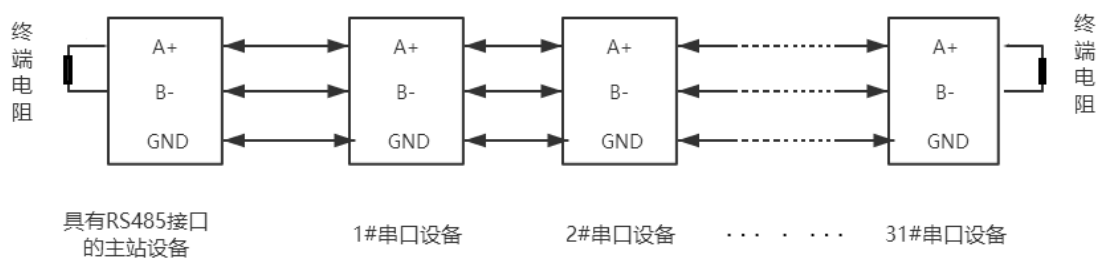 终端电阻
A+
B-
GND
A+
B-
GND
A+
B-
GND
A+
B-
GND
终端电阻
具有RS485接口
的主站设备
1#串口设备
2#串口设备
· · · · · ·
31#串口设备